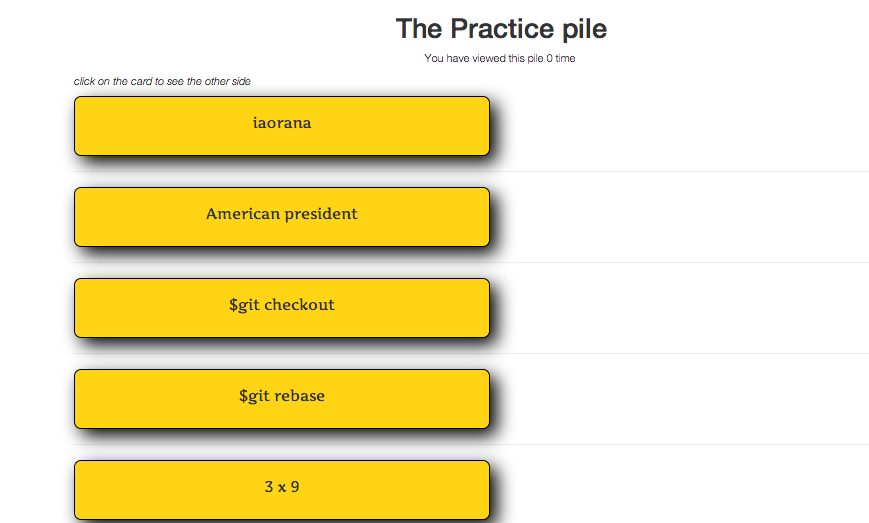 The Practice pile
You have viewed this pile 0 time
click on the card to see the other side
iaorana
American president
$git checkout
$git rebase
3 x 9